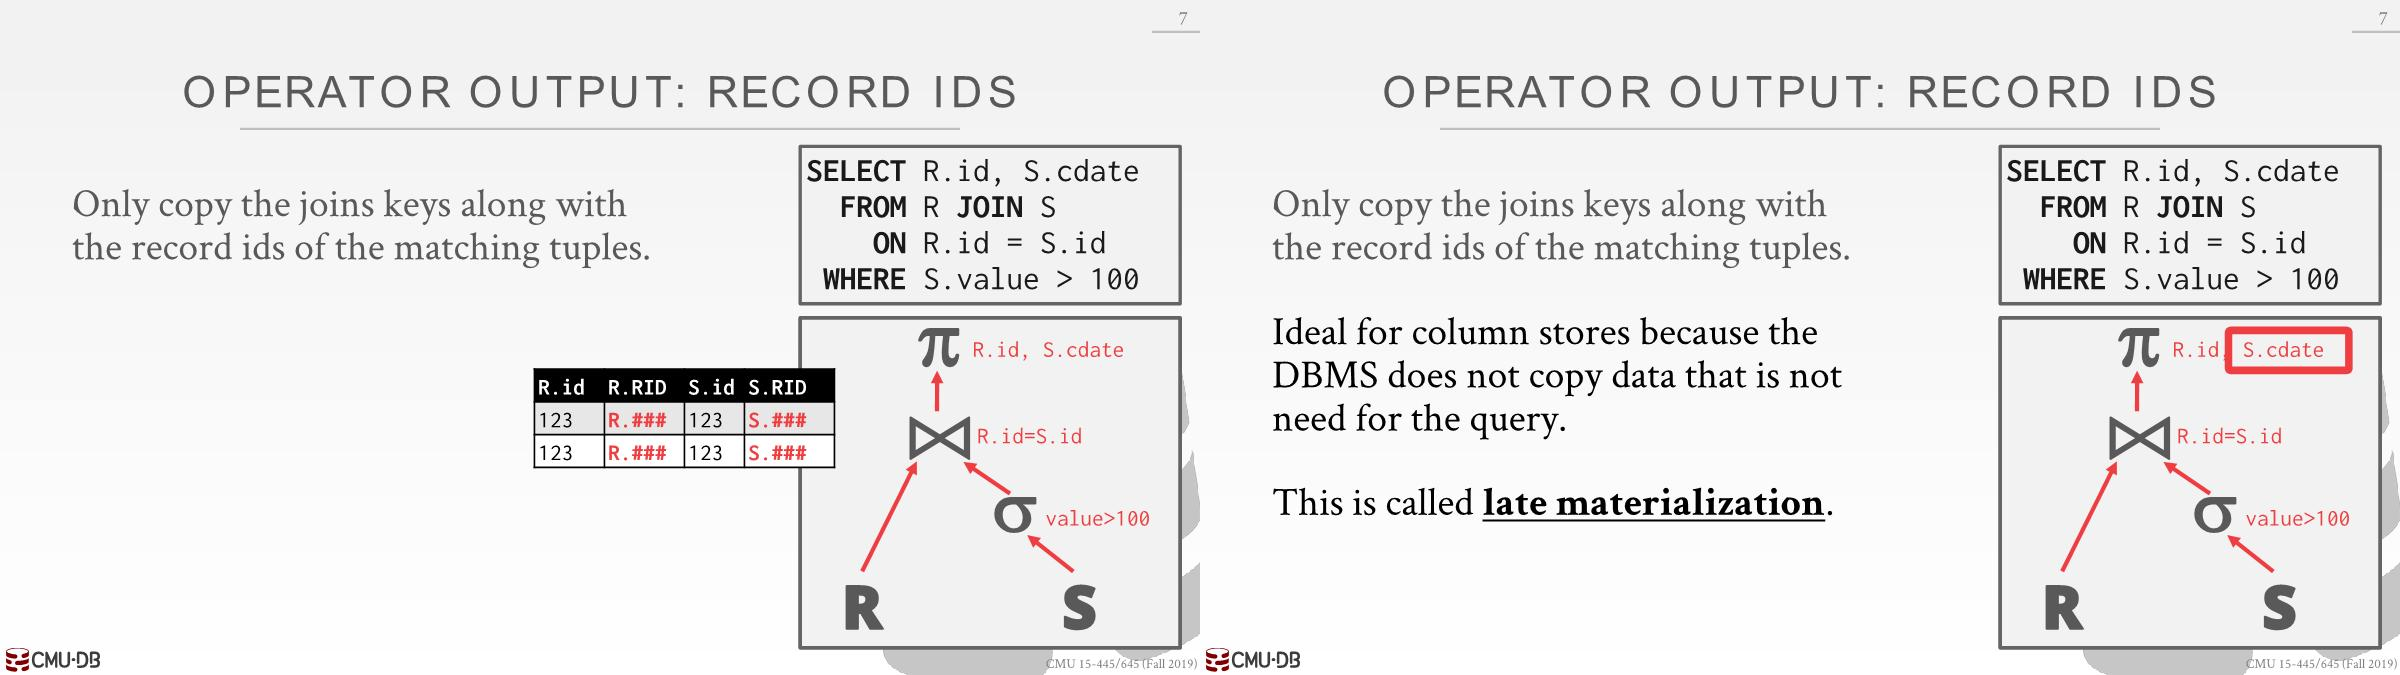 7
OPERATOR OUTPUT: RECORD IDS
Only copy the joins keys along with
the record ids of the matching tuples.
SELECT R.id, S.cdate
FROM R JOIN S
ON R.id = S.id
WHERE S.value > 100
π R.id, S.cdate
R.id R.RID S.id S.RID
123 R.### 123 S.###
123 R.### 123 S.###
⋈ R.id=S.id
σ value>100
R S
CMU·DB
CMU 15-445/645 (Fall 2019)
7
OPERATOR OUTPUT: RECORD IDS
Only copy the joins keys along with
the record ids of the matching tuples.
Ideal for column stores because the
DBMS does not copy data that is not
need for the query.
This is called late materialization.
SELECT R.id, S.cdate
FROM R JOIN S
ON R.id = S.id
WHERE S.value > 100
π R.id, S.cdate
⋈ R.id=S.id
σ value>100
R S
CMU·DB
CMU 15-445/645 (Fall 2019)